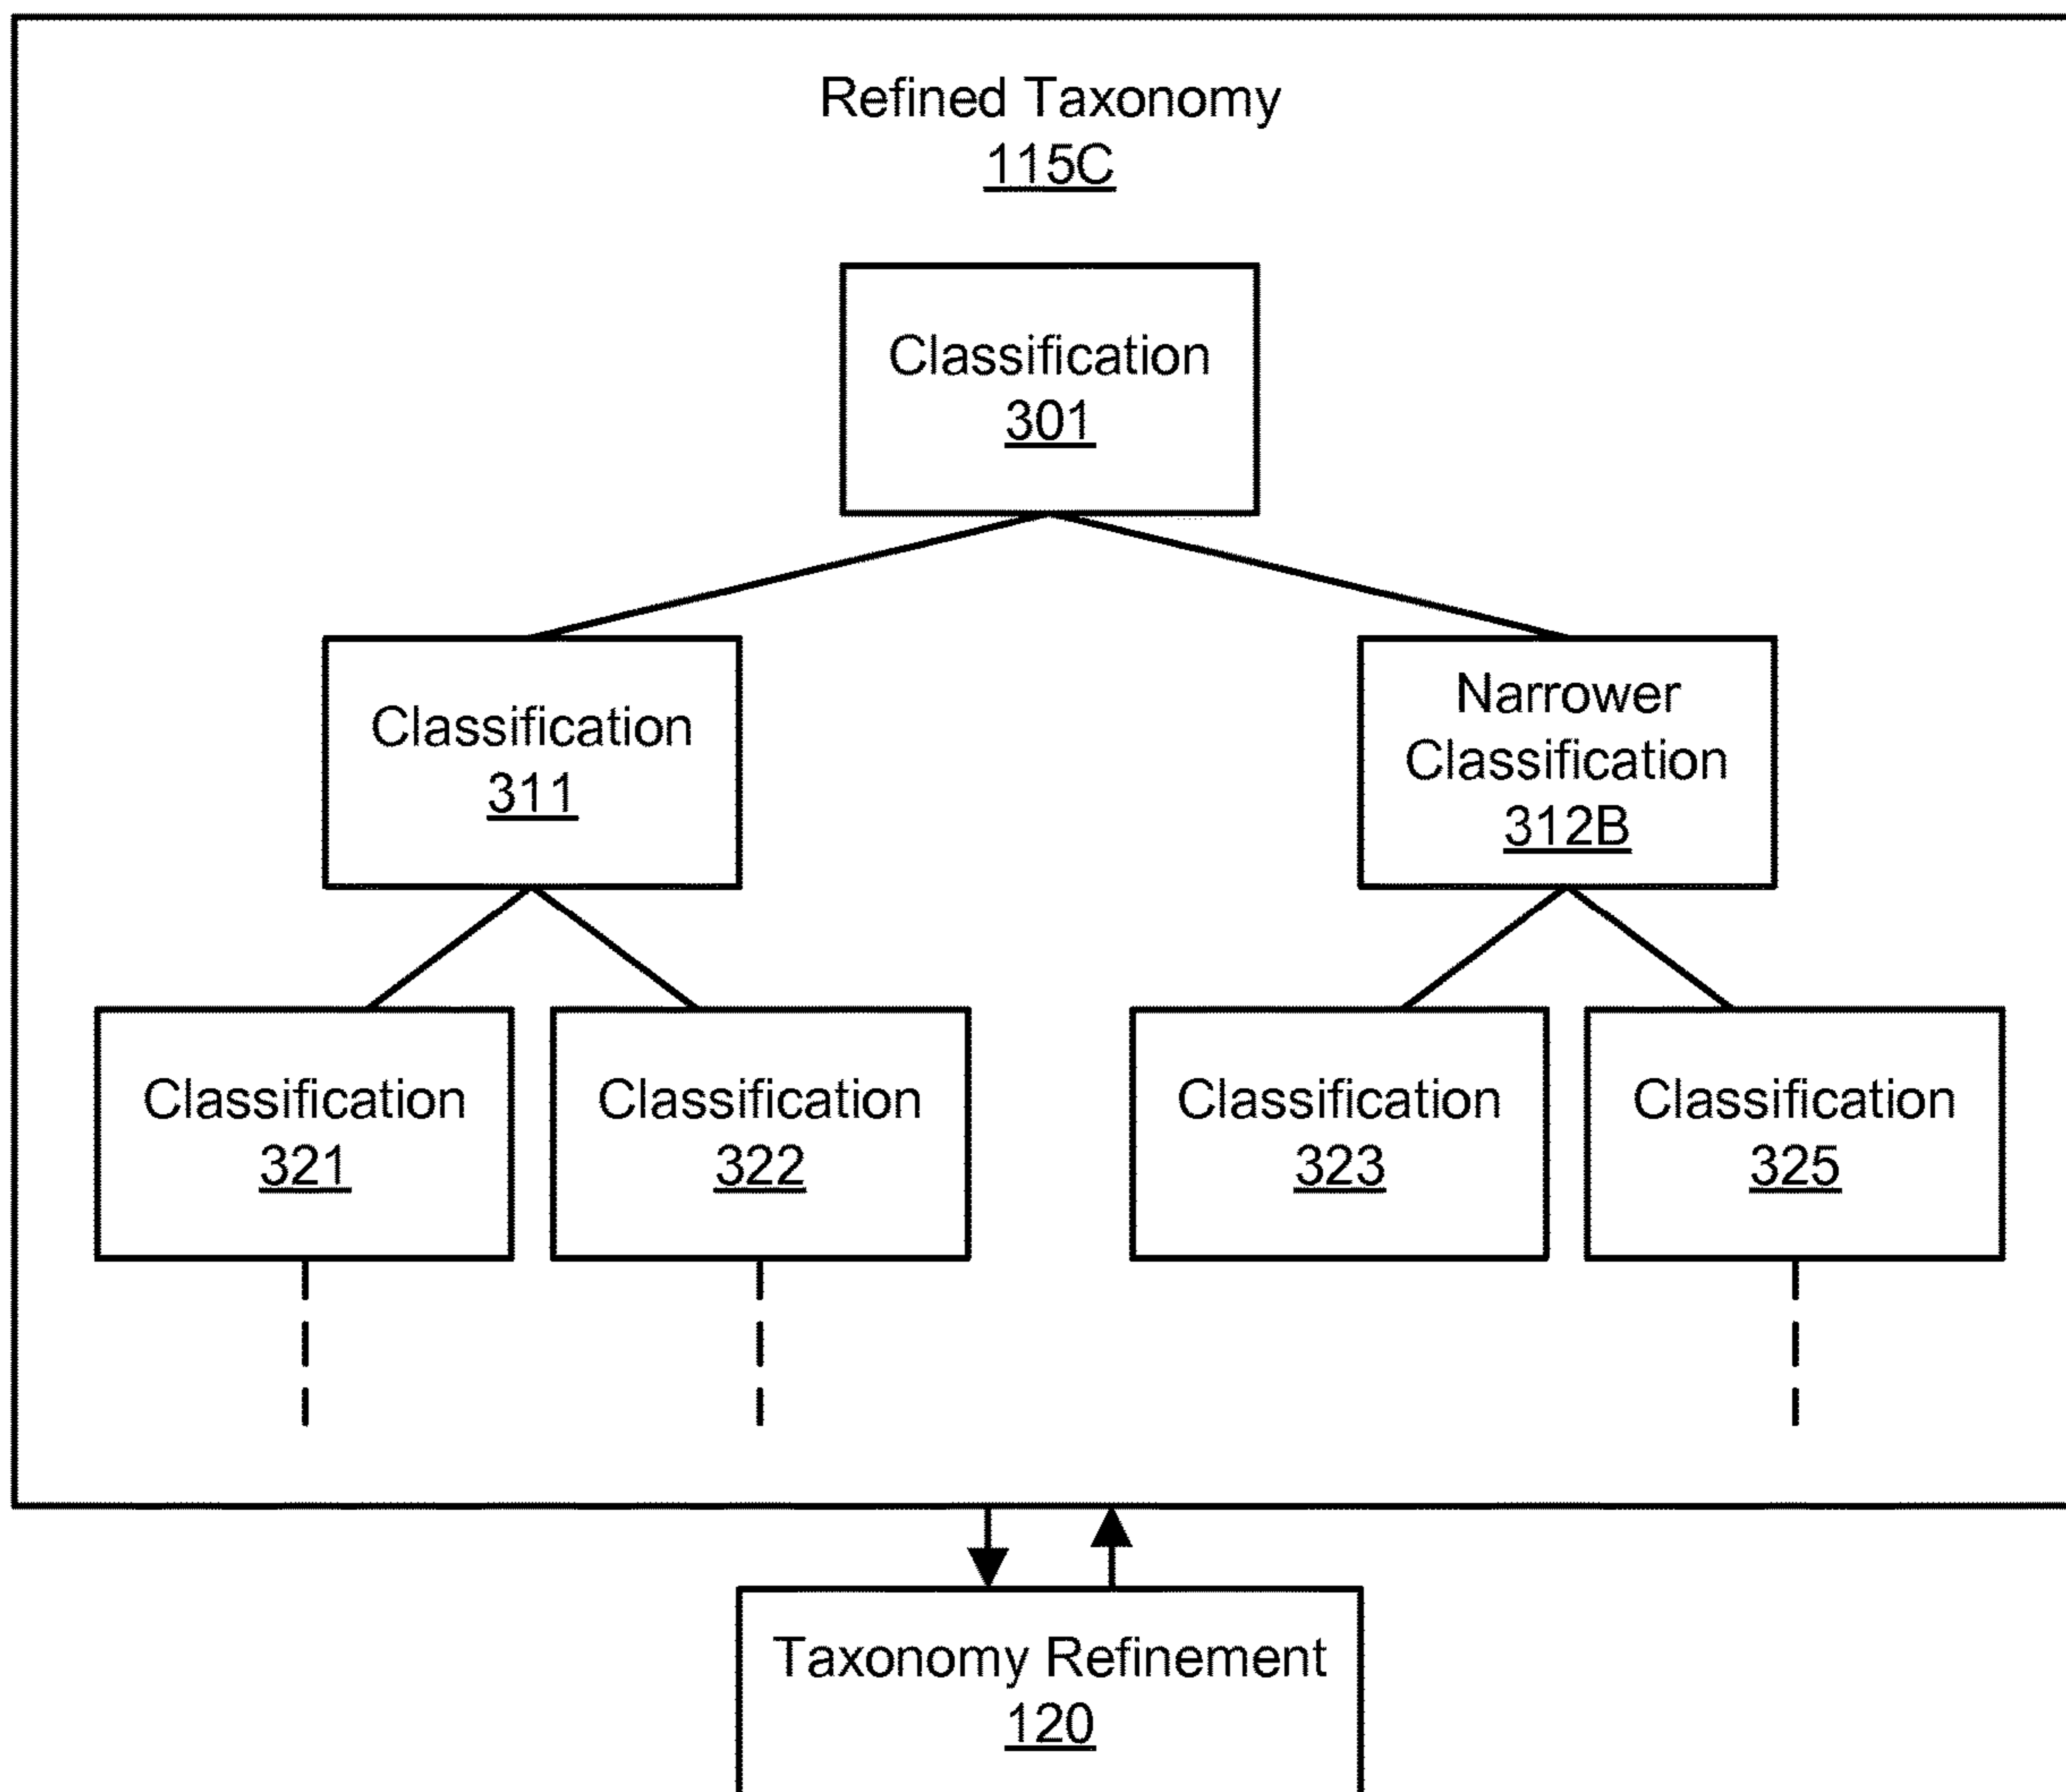 Refined Taxonomy
115C
Classification
301
Classification
311
Narrower
Classification
312B
Classification
321
Classification
322
Classification
323
Classification
325
Taxonomy Refinement
120